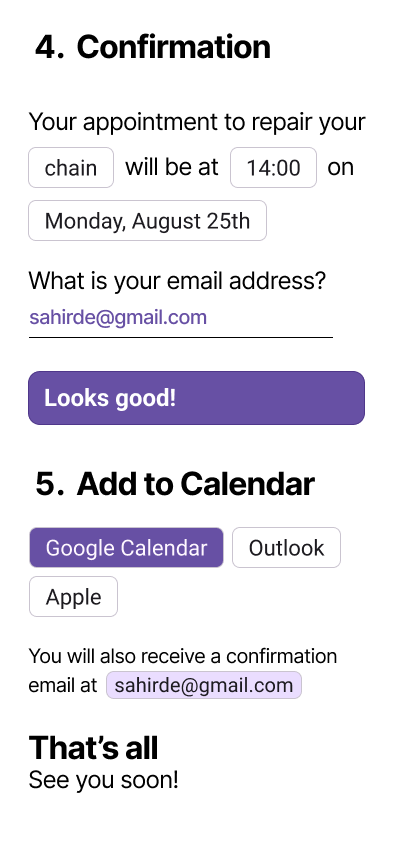 4. Confirmation
Your appointment to repair your
chain will be at 14:00 on
Monday, August 25th
What is your email address?
sahirde@gmail.com
Looks good!
5. Add to Calendar
Google Calendar Outlook
Apple
You will also receive a confirmation
email at sahirde@gmail.com
That’s all
See you soon!